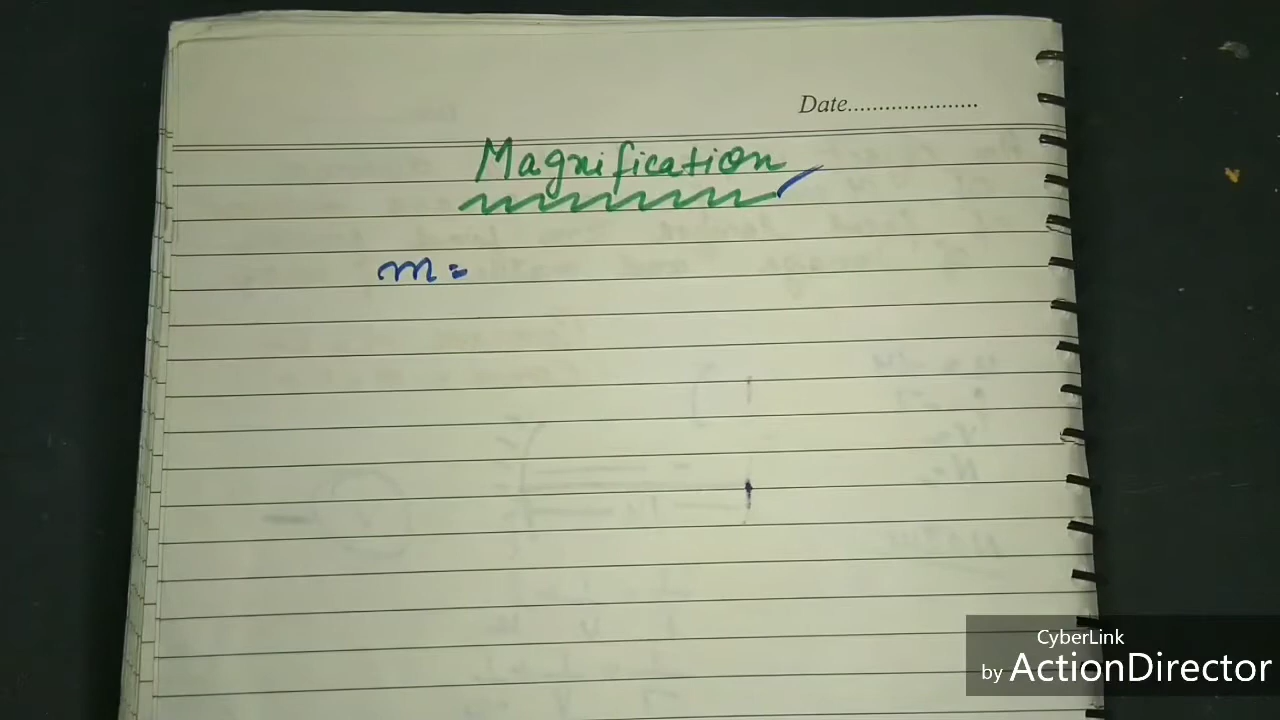 Date.....................
Magnification
m =
CyberLink
by ActionDirector